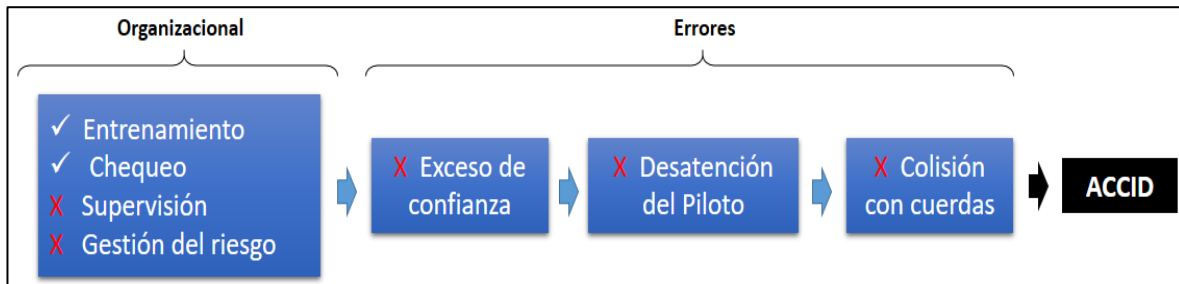 Organizacional
Errores
✓ Entrenamiento
✓ Chequeo
X Supervisión
X Gestión del riesgo
X Exceso de
confianza
X Desatención
del Piloto
X Colisión
con cuerdas
ACCID